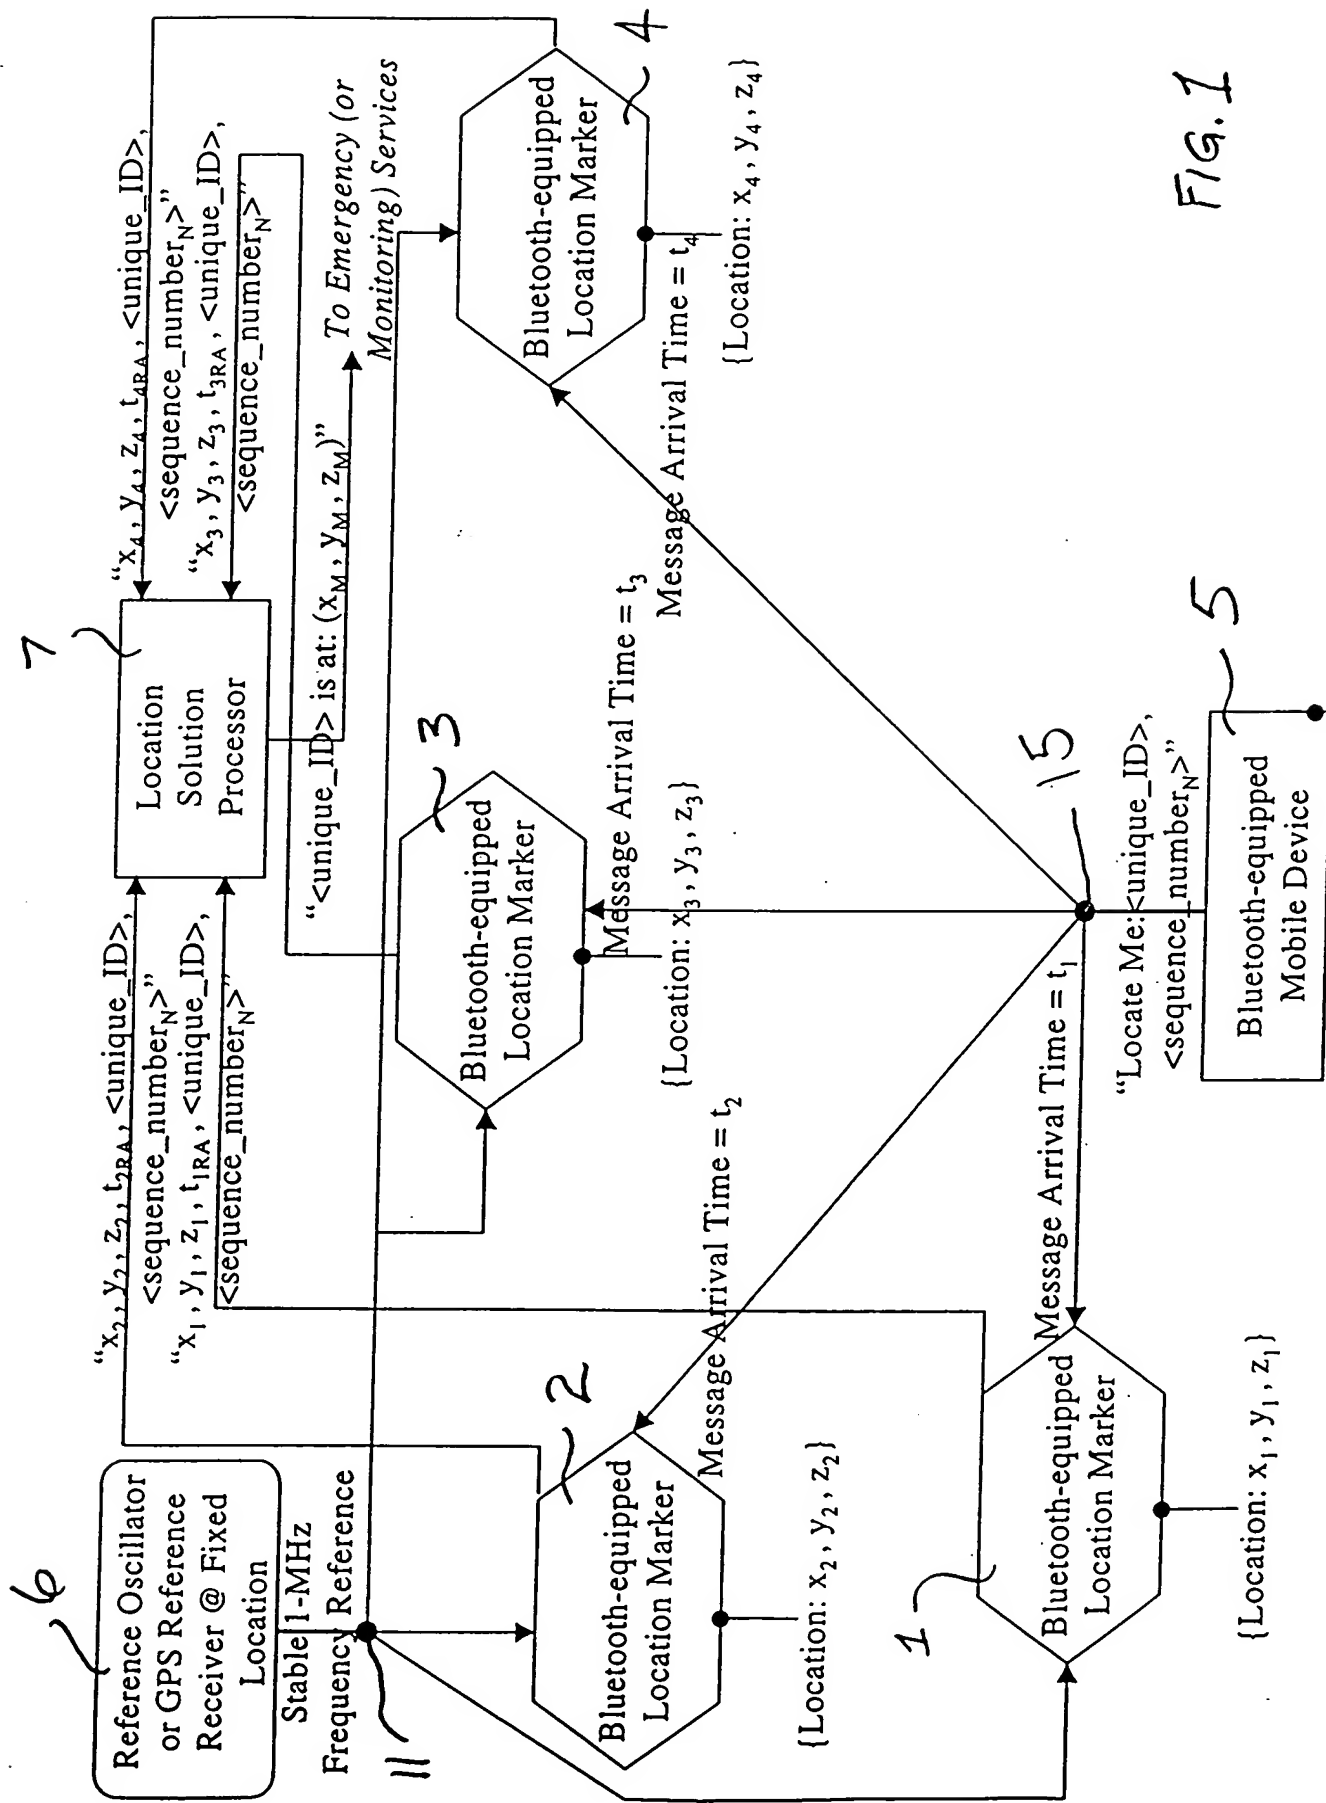 6
Reference Oscillator
or GPS Reference
Receiver @ Fixed
Location
Stable 1-MHz
Frequency Reference
11
“x₂, y₂, z₂, t₂RA, <unique_ID>,
<sequence_numberN>”
“x₁, y₁, z₁, t₁RA, <unique_ID>,
<sequence_numberN>”
7
Location
Solution
Processor
“x₄, y₄, z₄, t₄RA, <unique_ID>,
<sequence_numberN>”
“x₃, y₃, z₃, t₃RA, <unique_ID>,
<sequence_numberN>”
“<unique_ID> is at: (xM, yM, zM)”
To Emergency (or
Monitoring) Services
2
Bluetooth-equipped
Location Marker
Message Arrival Time = t₂
{Location: x₂, y₂, z₂}
3
Bluetooth-equipped
Location Marker
Message Arrival Time = t₃
{Location: x₃, y₃, z₃}
4
Bluetooth-equipped
Location Marker
Message Arrival Time = t₄
{Location: x₄, y₄, z₄}
1
Bluetooth-equipped
Location Marker
Message Arrival Time = t₁
{Location: x₁, y₁, z₁}
15
“Locate Me:<unique_ID>,
<sequence_numberN>”
5
Bluetooth-equipped
Mobile Device
FIG. 1